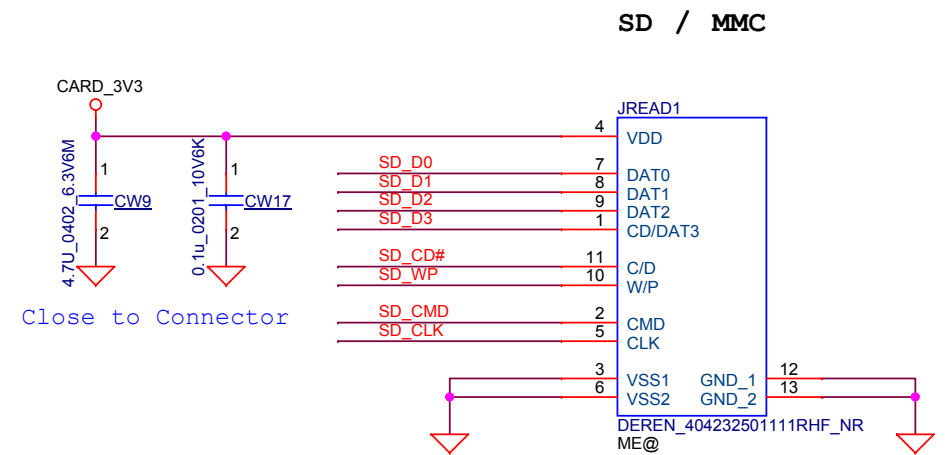 SD / MMC
CARD_3V3
JREAD1
4 VDD
4.7U_0402_6.3V6M
1
CW9
2
0.1u_0201_10V6K
1
CW17
2
Close to Connector
SD_D0 7 DAT0
SD_D1 8 DAT1
SD_D2 9 DAT2
SD_D3 1 CD/DAT3
SD_CD# 11 C/D
SD_WP 10 W/P
SD_CMD 2 CMD
SD_CLK 5 CLK
3 VSS1 GND_1 12
6 VSS2 GND_2 13
DEREN_404232501111RHF_NR
ME@